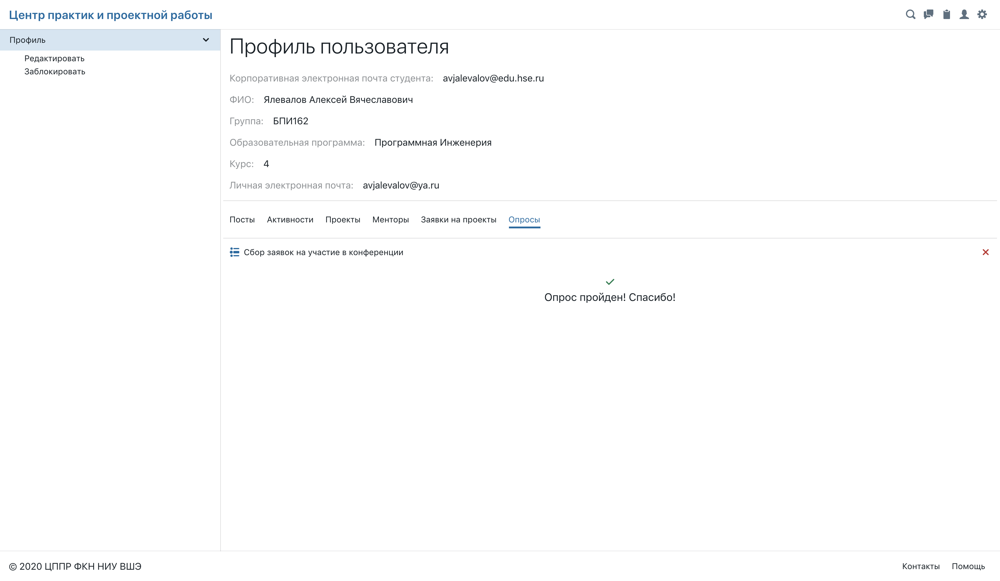 Центр практик и проектной работы
Профиль
Редактировать
Заблокировать
Профиль пользователя
Корпоративная электронная почта студента: avjalevalov@edu.hse.ru
ФИО: Ялевалов Алексей Вячеславович
Группа: БПИ162
Образовательная программа: Программная Инженерия
Курс: 4
Личная электронная почта: avjalevalov@ya.ru
Посты Активности Проекты Менторы Заявки на проекты Опросы
Сбор заявок на участие в конференции
Опрос пройден! Спасибо!
© 2020 ЦППР ФКН НИУ ВШЭ
Контакты Помощь